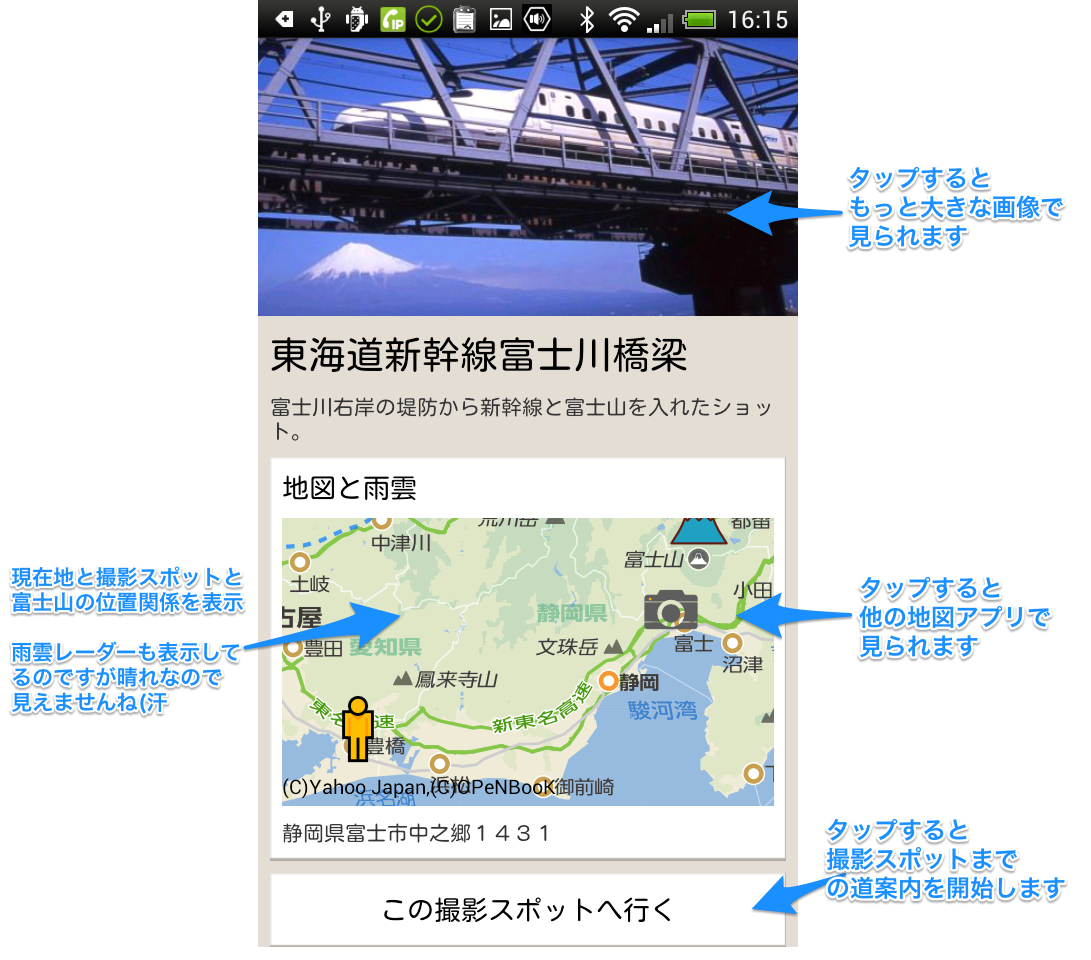 16:15
タップすると
もっと大きな画像で
見られます
東海道新幹線富士川橋梁
富士川右岸の堤防から新幹線と富士山を入れたショッ
ト。
地図と雨雲
荒川岳
都留
中津川
富士山
土岐
小田
現在地と撮影スポットと
富士山の位置関係を表示
タップすると
他の地図アプリで
見られます
古屋
静岡県
豊田
愛知県
文珠岳
富士
沼津
雨雲レーダーも表示して
るのですが晴れなので
見えませんね(汗
鳳来寺山
静岡
駿河湾
新東名高速
東名高速
豊橋
浜松
御前崎
(C)Yahoo Japan,(C)CPeNBooK
浜名湖
静岡県富士市中之郷１４３１
タップすると
撮影スポットまで
の道案内を開始します
この撮影スポットへ行く